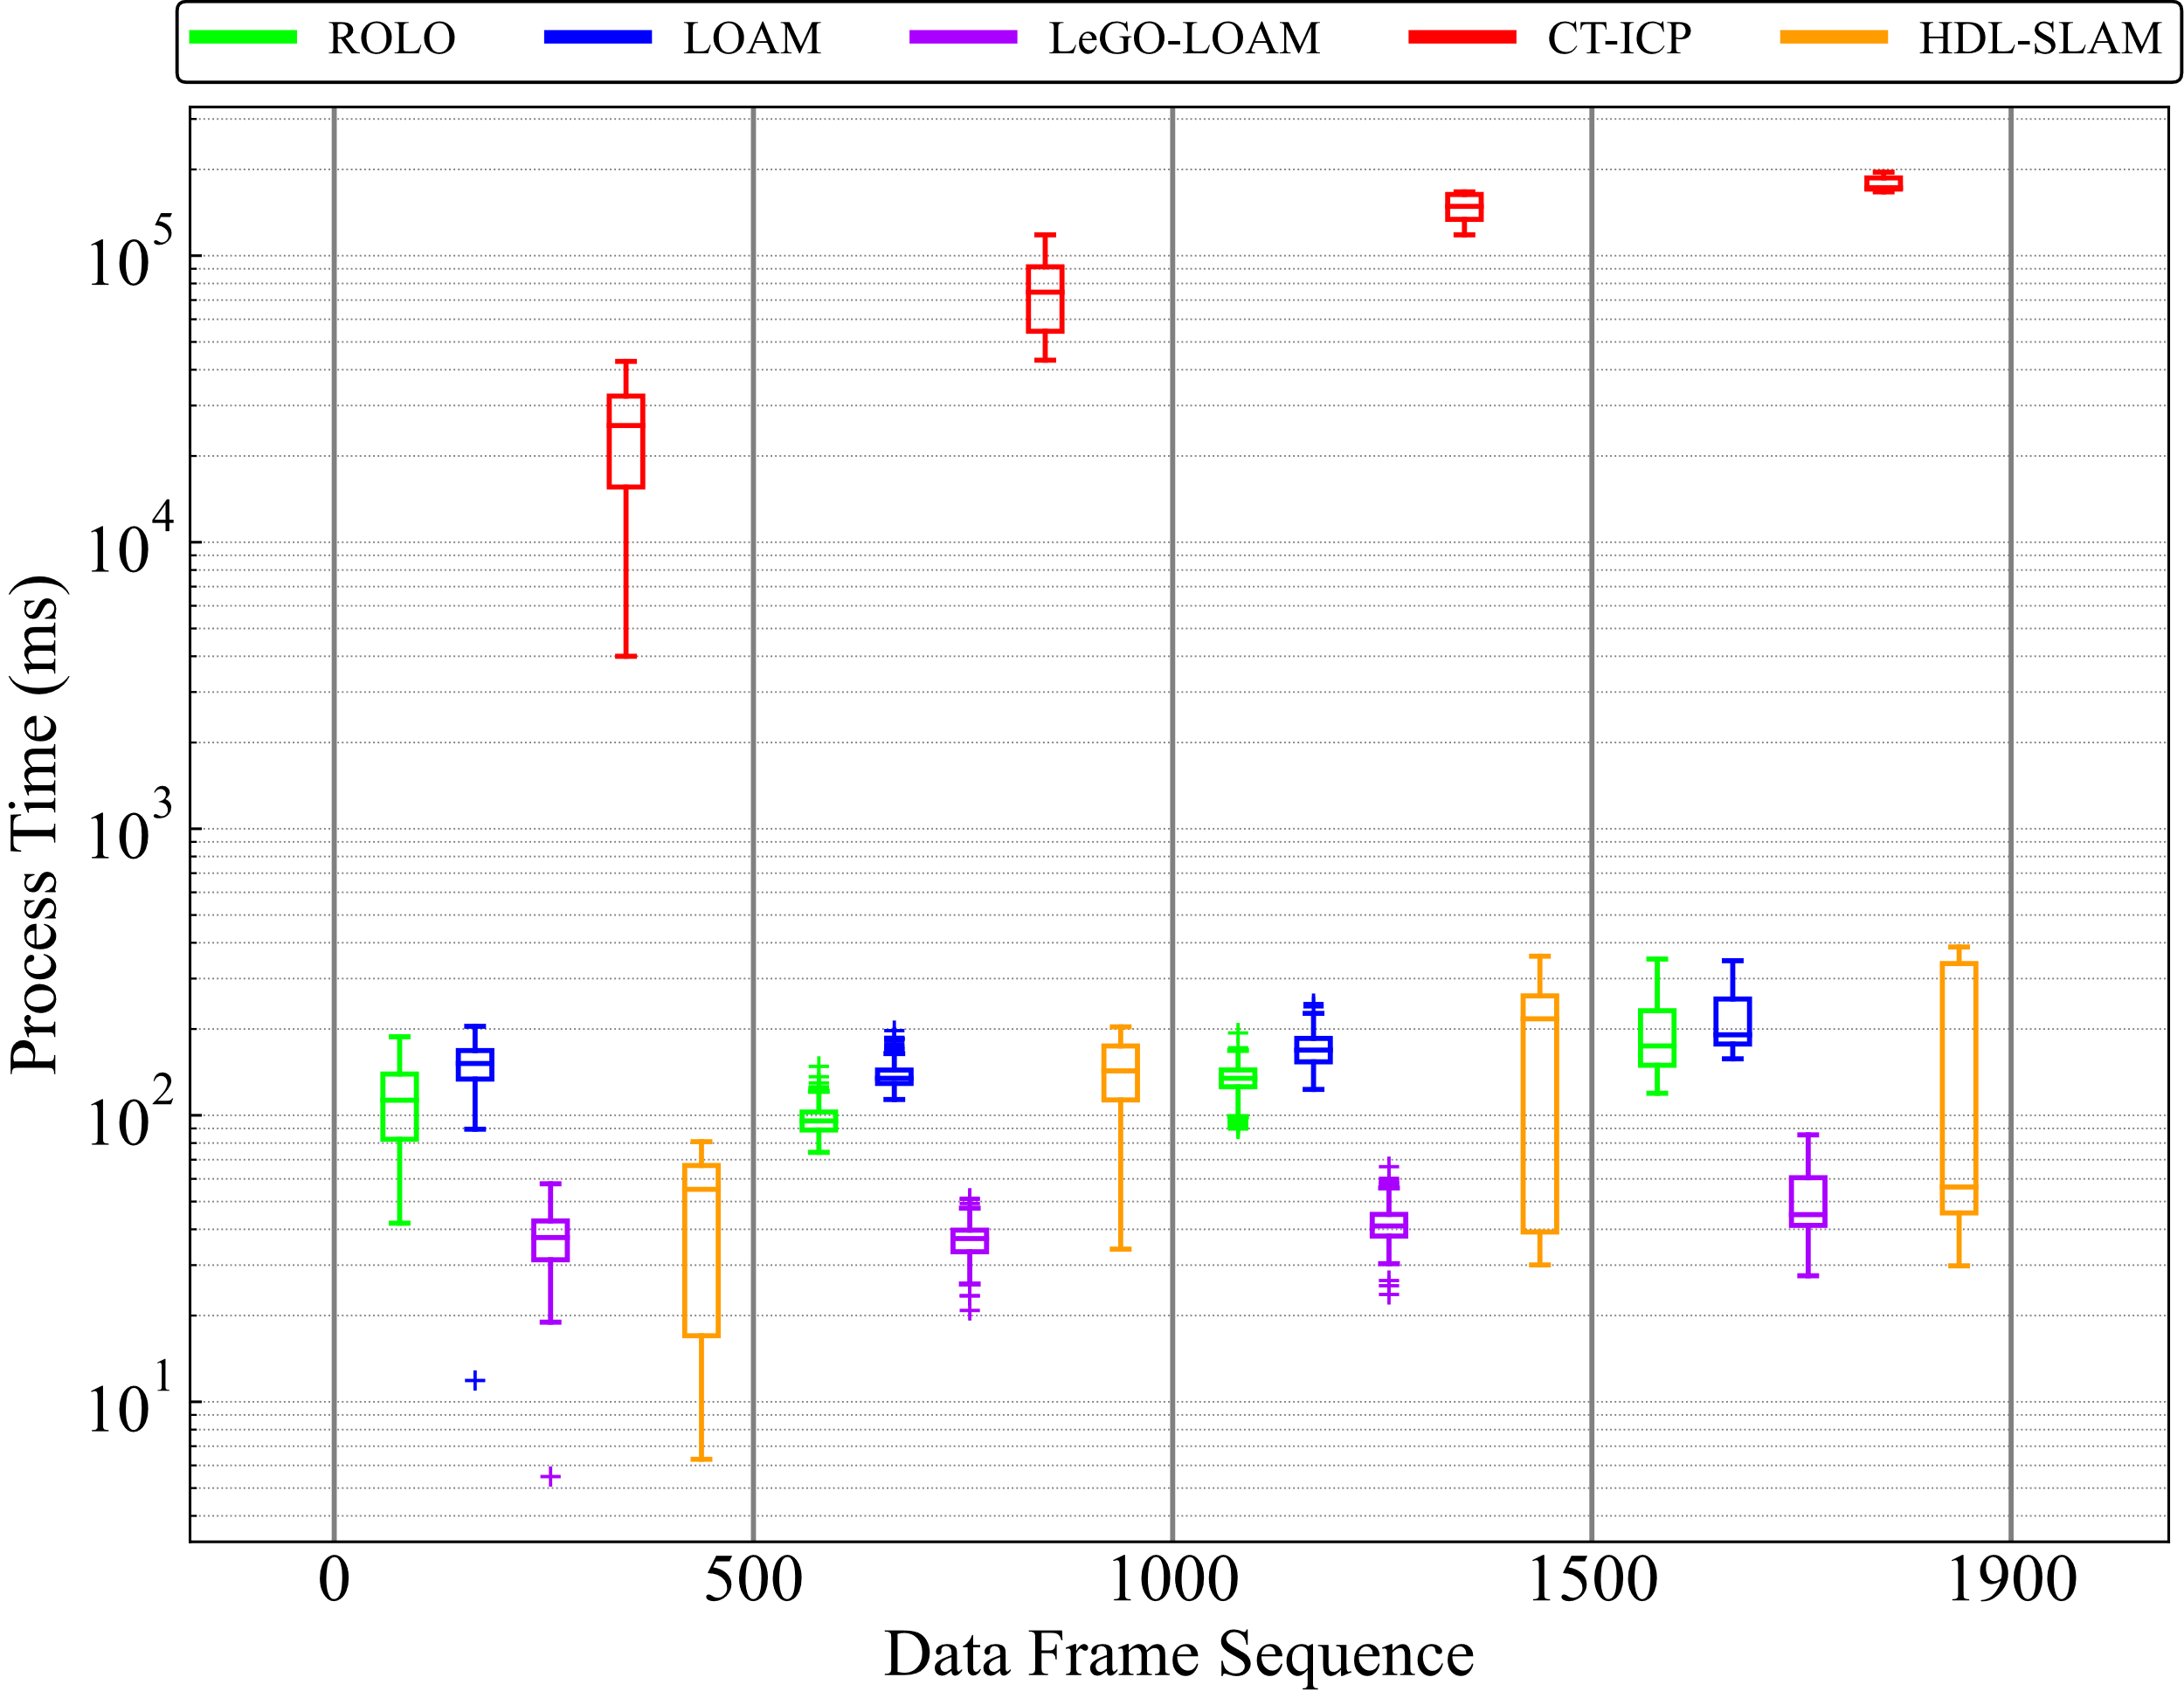 ROLO LOAM LeGO-LOAM CT-ICP HDL-SLAM
Process Time (ms)
10^5
10^4
10^3
10^2
10^1
0 500 1000 1500 1900
Data Frame Sequence